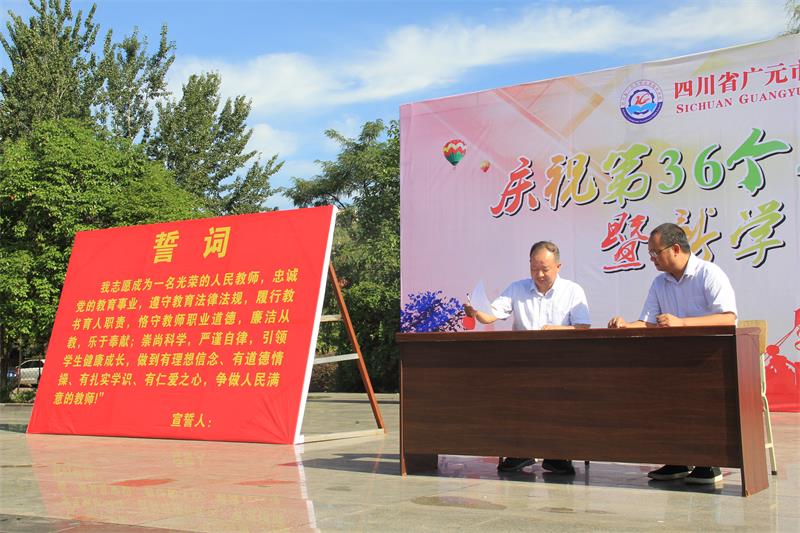 誓词
我志愿成为一名光荣的人民教师，忠诚
党的教育事业，遵守教育法律法规，履行教
书育人职责，恪守教师职业道德，廉洁从
教，乐于奉献；崇尚科学，严谨自律，引领
学生健康成长，做到有理想信念、有道德情
操、有扎实学识、有仁爱之心，争做人民满
意的教师!"
宣誓人：
四川省广元市
SICHUAN GUANGYU
庆祝第36个
暨新学